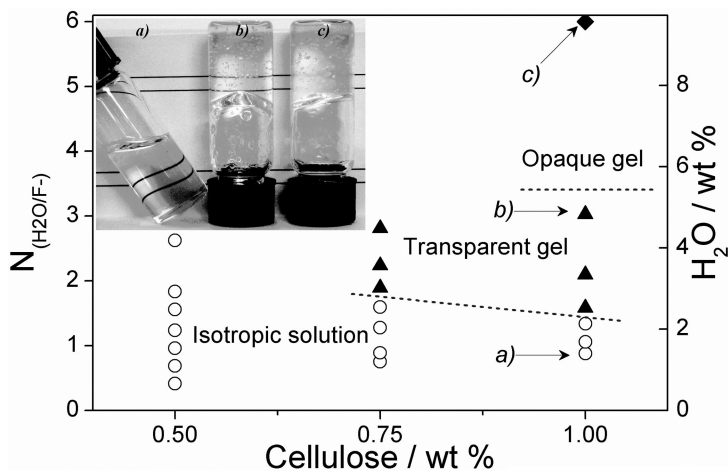 6
5
4
3
2
1
0
N(H2O/F-)
a)
b)
c)
c)
Opaque gel
b)
Transparent gel
Isotropic solution
a)
8
6
4
2
0
H2O / wt %
0.50
0.75
1.00
Cellulose / wt %